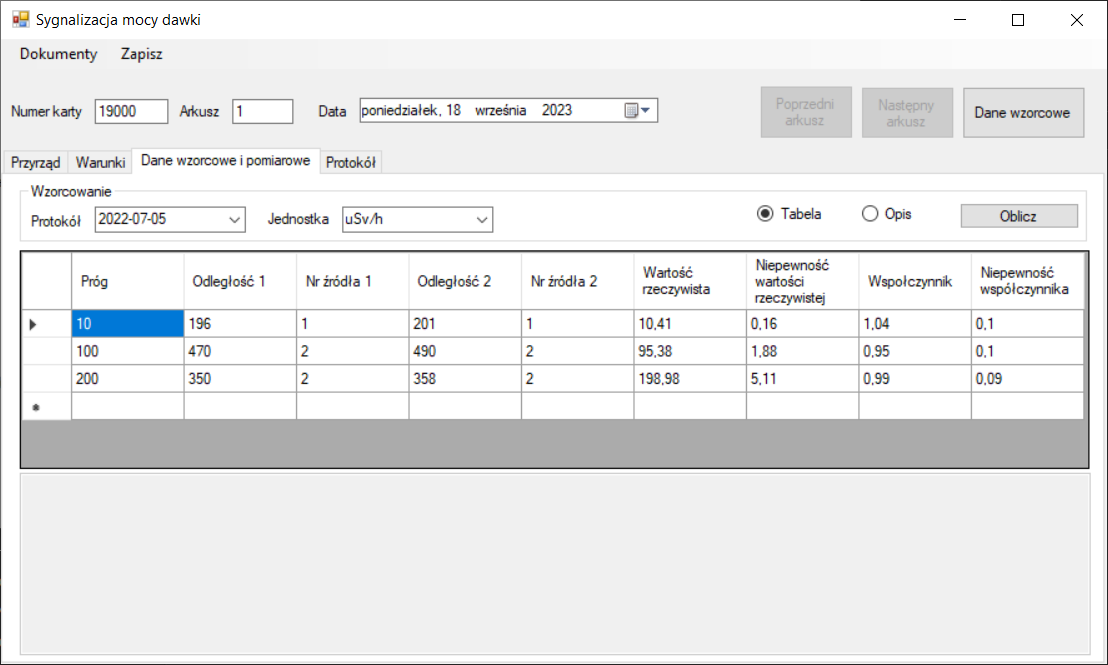 Sygnalizacja mocy dawki
Dokumenty Zapisz
Numer karty 19000 Arkusz 1 Data poniedziałek, 18 września 2023 Poprzedni arkusz Następny arkusz Dane wzorcowe
Przyrząd Warunki Dane wzorcowe i pomiarowe Protokół
Wzorcowanie
Protokół 2022-07-05 Jednostka uSv/h Tabela Opis Oblicz
Próg Odległość 1 Nr źródła 1 Odległość 2 Nr źródła 2 Wartość rzeczywista Niepewność wartości rzeczywistej Wspołczynnik Niepewność współczynnika
10 196 1 201 1 10,41 0,16 1,04 0,1
100 470 2 490 2 95,38 1,88 0,95 0,1
200 350 2 358 2 198,98 5,11 0,99 0,09